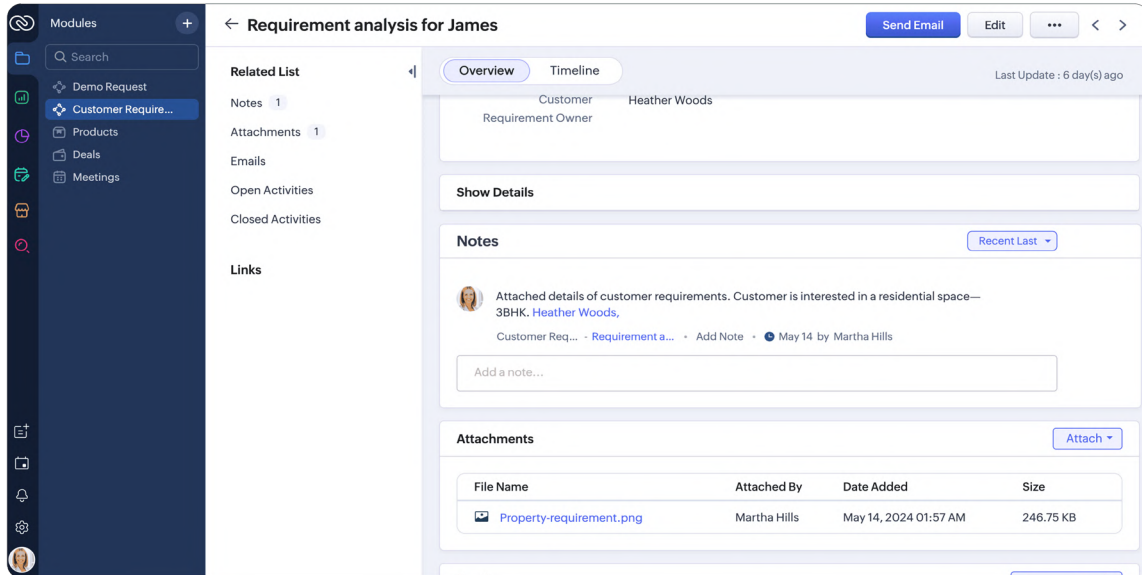 Modules
+
Search
Demo Request
Customer Require...
Products
Deals
Meetings
Requirement analysis for James
Send Email
Edit
Related List
Notes 1
Attachments 1
Emails
Open Activities
Closed Activities
Links
Overview
Timeline
Last Update : 6 day(s) ago
Customer Heather Woods
Requirement Owner
Show Details
Notes
Recent Last
Attached details of customer requirements. Customer is interested in a residential space—
3BHK. Heather Woods,
Customer Req... - Requirement a... • Add Note • May 14 by Martha Hills
Add a note...
Attachments
Attach
File Name Attached By Date Added Size
Property-requirement.png Martha Hills May 14, 2024 01:57 AM 246.75 KB